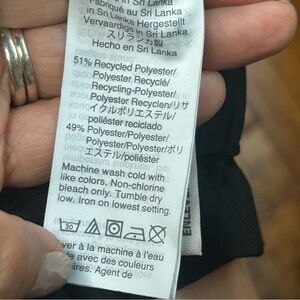 in Sri Lanka
Fabriqué au Sri Lanka
in Sri Lanka Hergestellt
Vervaardigd in Sri Lanka
スリランカ製
Hecho en Sri Lanka
51% Recycled Polyester/
Polyester Recyclé/
Recycling-Polyester/
Polyester Recyclen/リサ
イクルポリエステル/
poliéster reciclado
49% Polyester/Polyester/
Polyester/Polyester/ポリ
エステル/poliéster
Machine wash cold with
like colors. Non-chlorine
bleach only. Tumble dry
low. Iron on lowest setting.
30
ver à la machine à l'eau
avec des couleurs
ires. Agent de